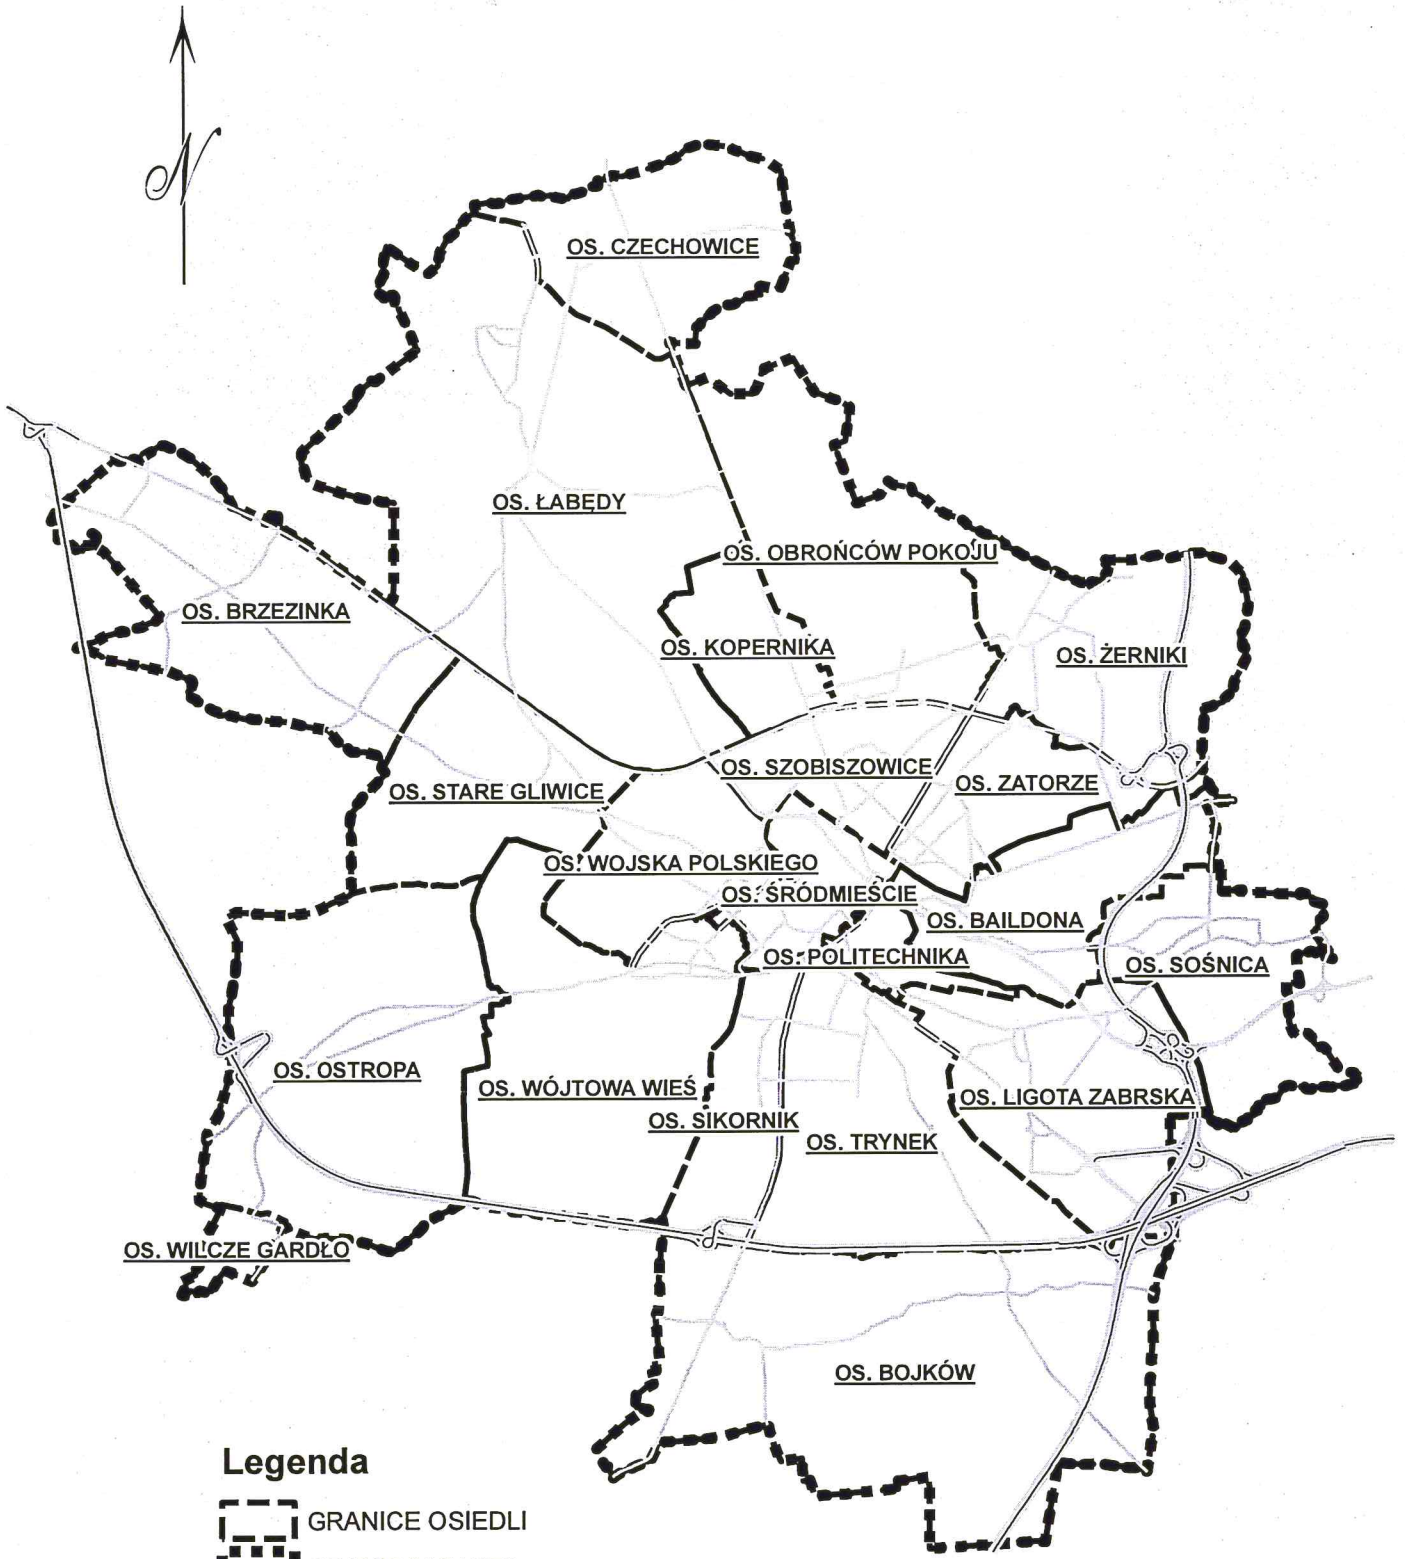 N
OS. CZECHOWICE
OS. ŁABĘDY
OS. OBROŃCÓW POKOJU
OS. BRZEZINKA
OS. KOPERNIKA
OS. ŻERNIKI
OS. SZOBISZOWICE
OS. ZATORZE
OS. STARE GLIWICE
OS. WOJSKA POLSKIEGO
OS. ŚRÓDMIEŚCIE
OS. BAILDONA
OS. POLITECHNIKA
OS. SOŚNICA
OS. OSTROPA
OS. WÓJTOWA WIEŚ
OS. LIGOTA ZABRSKA
OS. SIKORNIK
OS. TRYNEK
OS. WILCZE GARDŁO
OS. BOJKÓW
Legenda
GRANICE OSIEDLI